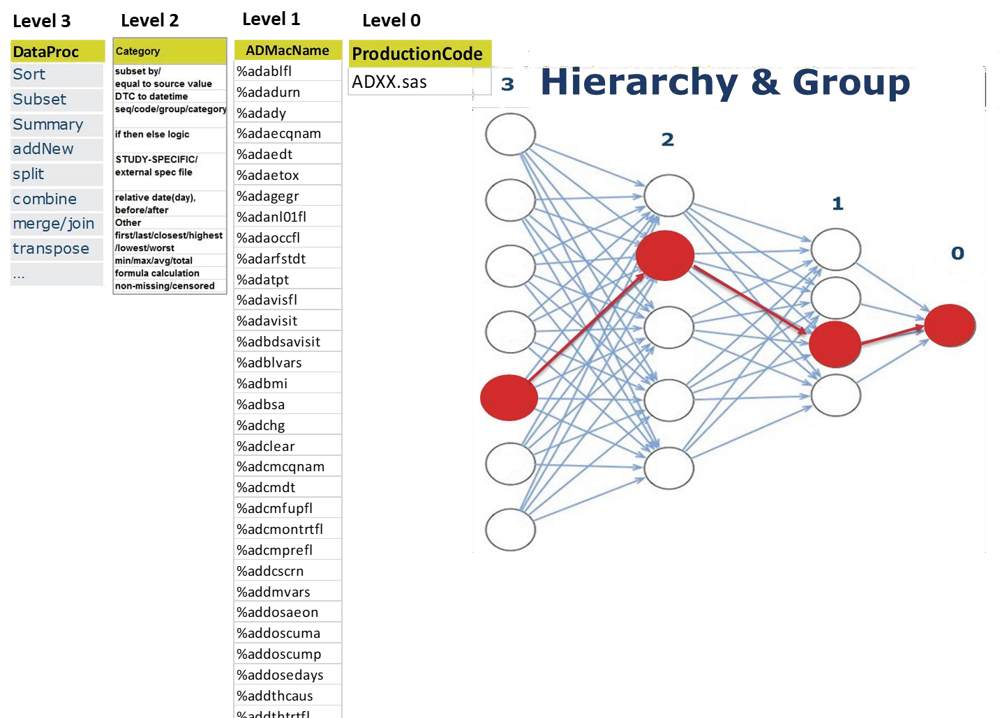 Level 3
DataProc
Sort
Subset
Summary
addNew
split
combine
merge/join
transpose
...
Level 2
Category
subset by/
equal to source value
DTC to datetime
seq/code/group/category
if then else logic
STUDY-SPECIFIC/
external spec file
relative date(day),
before/after
Other
first/last/closest/highest
/lowest/worst
min/max/avg/total
formula calculation
non-missing/censored
Level 1
ADMacName
%adablfl
%adadurn
%adady
%adaecqnam
%adaedt
%adaetox
%adagegr
%adanl01fl
%adaoccfl
%adarfstdt
%adatpt
%adavisfl
%adavisit
%adbdsavisit
%adblvars
%adbmi
%adbsa
%adchg
%adclear
%adcmcqnam
%adcmdt
%adcmfupfl
%adcmontrtfl
%adcmprefl
%addcscrn
%addmvars
%addosaeon
%addoscuma
%addoscump
%addosedays
%addthcaus
%addthtrtfl
Level 0
ProductionCode
ADXX.sas
Hierarchy & Group
3
2
1
0